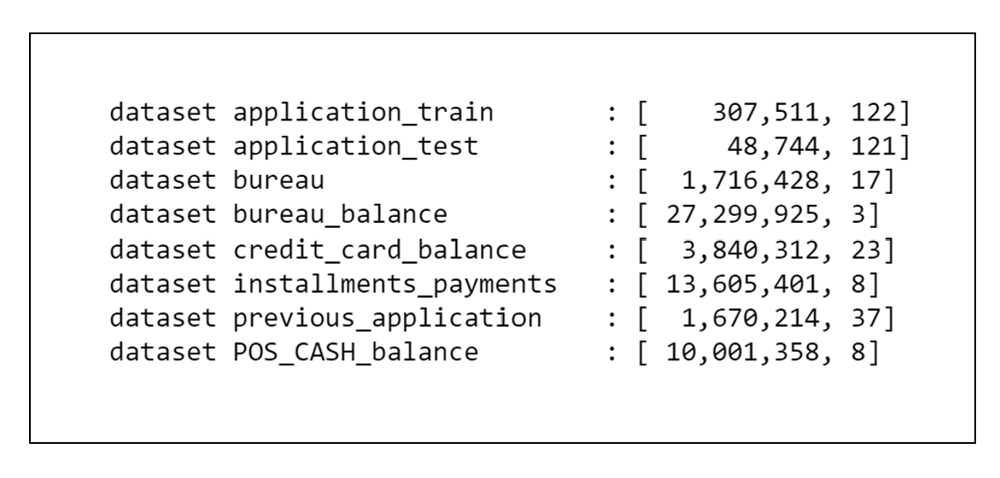 dataset application_train : [ 307,511, 122]
dataset application_test : [ 48,744, 121]
dataset bureau : [ 1,716,428, 17]
dataset bureau_balance : [ 27,299,925, 3]
dataset credit_card_balance : [ 3,840,312, 23]
dataset installments_payments : [ 13,605,401, 8]
dataset previous_application : [ 1,670,214, 37]
dataset POS_CASH_balance : [ 10,001,358, 8]